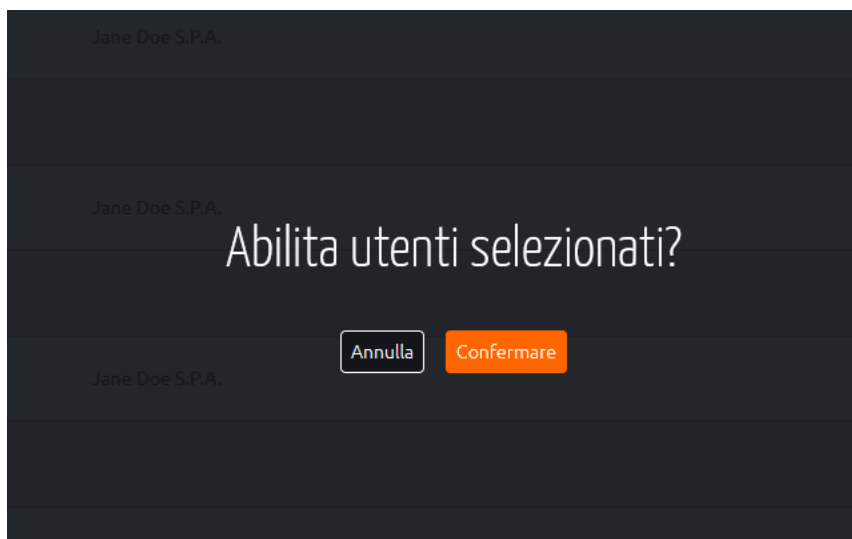 Jane Doe S.P.A.
Jane Doe S.P.A.
Abilita utenti selezionati?
Annulla
Confermare
Jane Doe S.P.A.